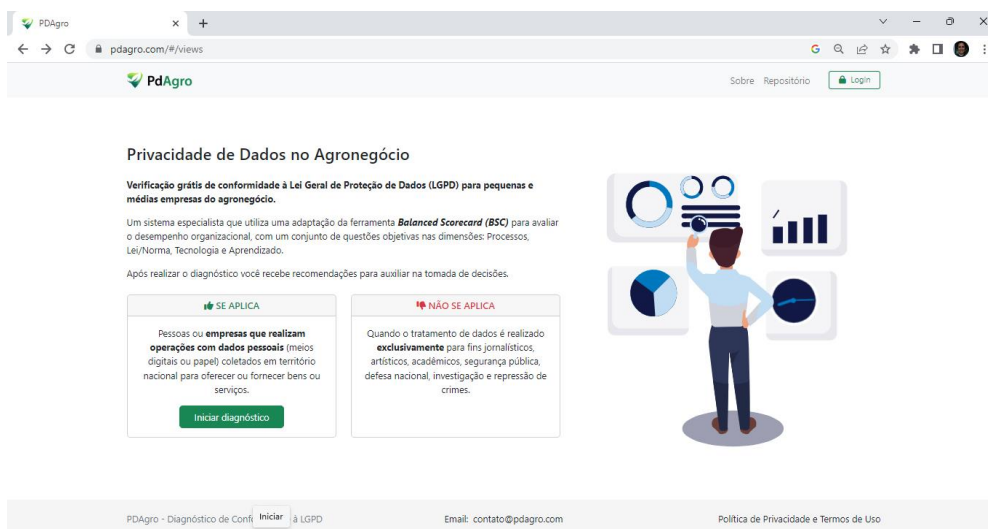 PDAgro
pdagro.com/#/views
PdAgro
Sobre Repositório Login
Privacidade de Dados no Agronegócio
Verificação grátis de conformidade à Lei Geral de Proteção de Dados (LGPD) para pequenas e
médias empresas do agronegócio.
Um sistema especialista que utiliza uma adaptação da ferramenta Balanced Scorecard (BSC) para avaliar
o desempenho organizacional, com um conjunto de questões objetivas nas dimensões: Processos,
Lei/Norma, Tecnologia e Aprendizado.
Após realizar o diagnóstico você recebe recomendações para auxiliar na tomada de decisões.
SE APLICA
Pessoas ou empresas que realizam
operações com dados pessoais (meios
digitais ou papel) coletados em território
nacional para oferecer ou fornecer bens ou
serviços.
Iniciar diagnóstico
NÃO SE APLICA
Quando o tratamento de dados é realizado
exclusivamente para fins jornalísticos,
artísticos, acadêmicos, segurança pública,
defesa nacional, investigação e repressão de
crimes.
PDAgro - Diagnóstico de Conf à LGPD
Iniciar
Email: contato@pdagro.com
Política de Privacidade e Termos de Uso